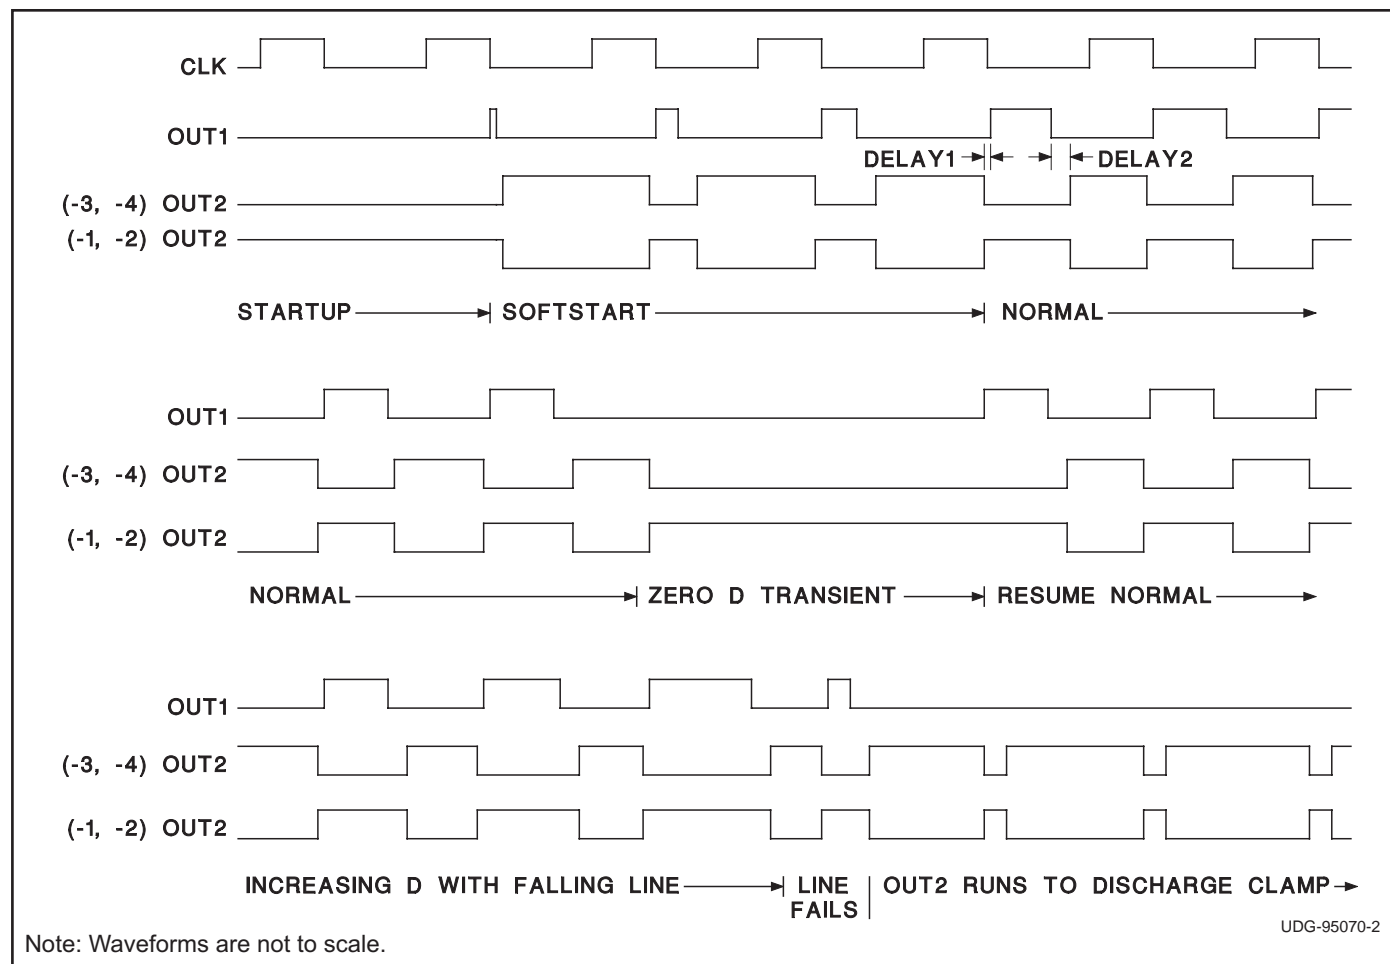 CLK
OUT1
DELAY1 DELAY2
(-3, -4) OUT2
(-1, -2) OUT2
STARTUP SOFTSTART NORMAL
OUT1
(-3, -4) OUT2
(-1, -2) OUT2
NORMAL ZERO D TRANSIENT RESUME NORMAL
OUT1
(-3, -4) OUT2
(-1, -2) OUT2
INCREASING D WITH FALLING LINE LINE FAILS OUT2 RUNS TO DISCHARGE CLAMP
UDG-95070-2
Note: Waveforms are not to scale.